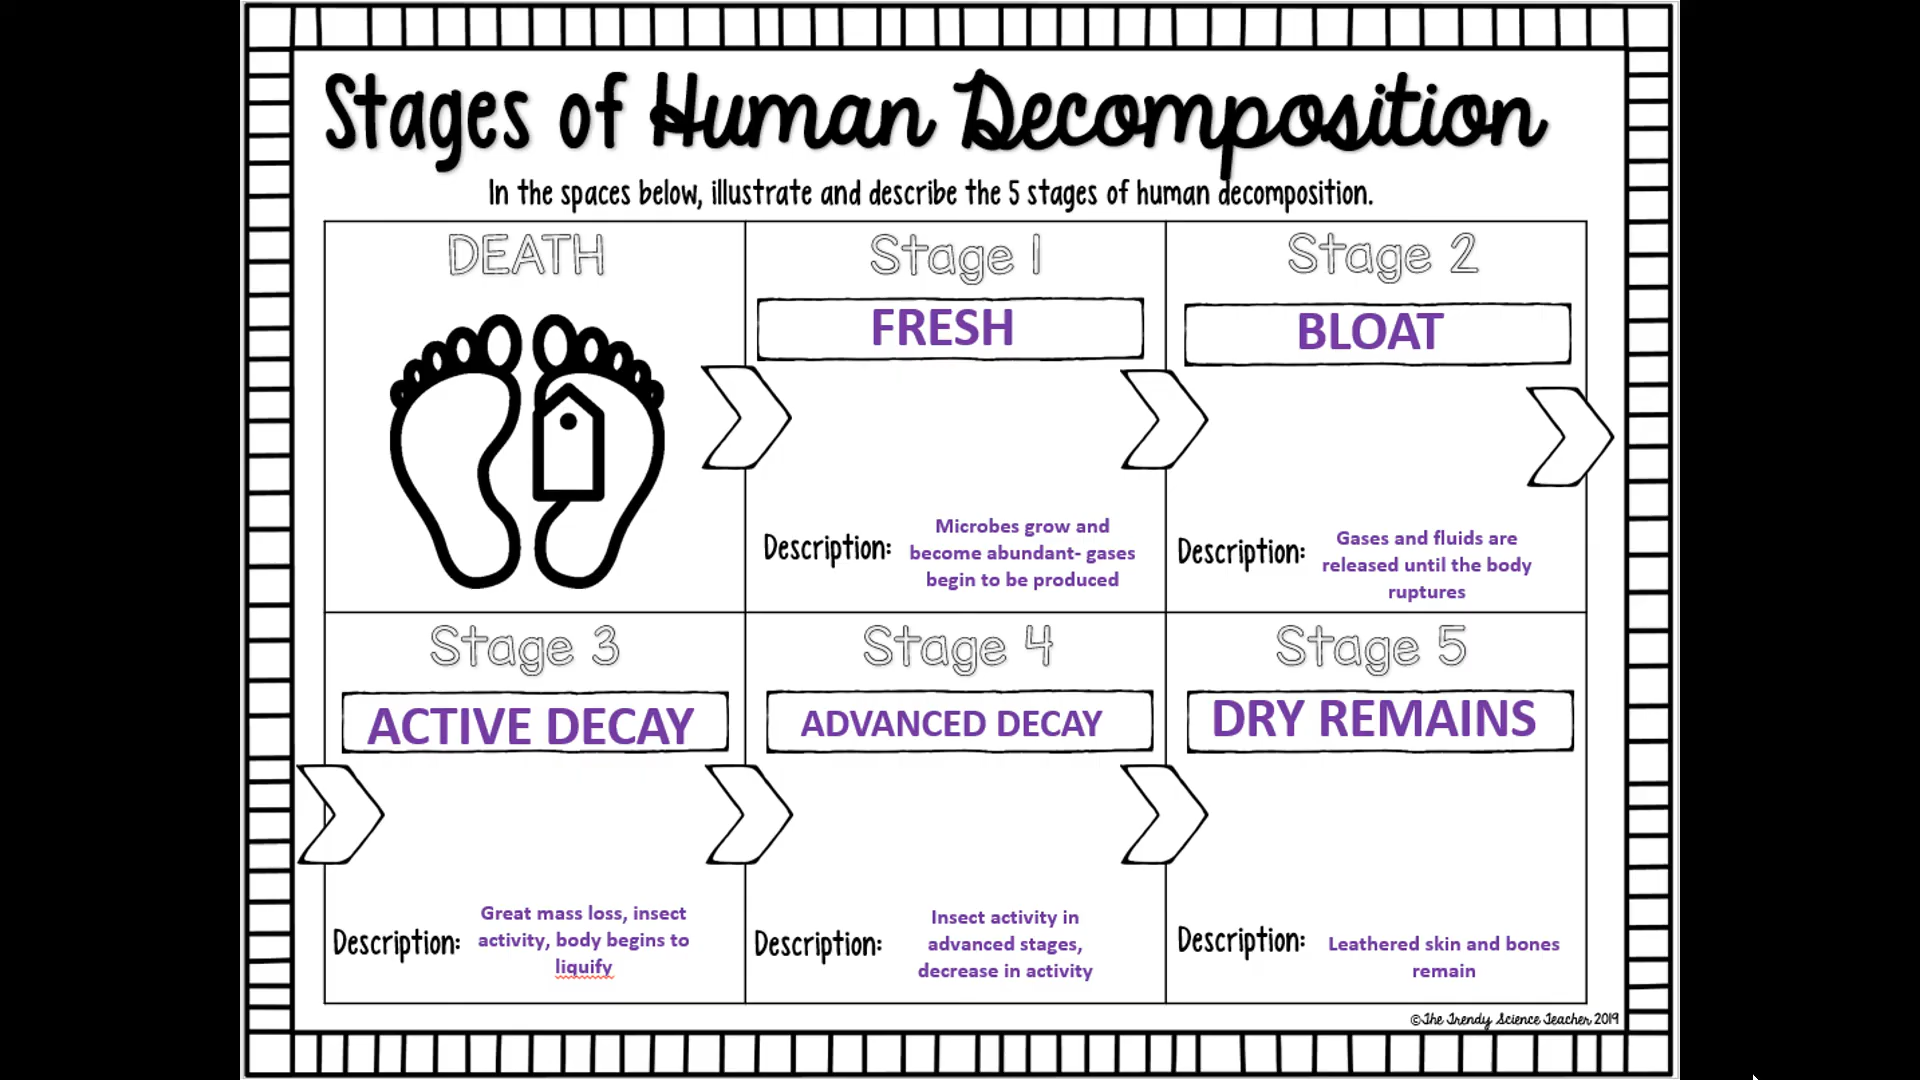 Stages of Human Decomposition
In the spaces below, illustrate and describe the 5 stages of human decomposition.
DEATH
Stage 1
FRESH
Description:
Microbes grow and
become abundant- gases
begin to be produced
Stage 2
BLOAT
Description:
Gases and fluids are
released until the body
ruptures
Stage 3
ACTIVE DECAY
Description:
Great mass loss, insect
activity, body begins to
liquify
Stage 4
ADVANCED DECAY
Description:
Insect activity in
advanced stages,
decrease in activity
Stage 5
DRY REMAINS
Description:
Leathered skin and bones
remain
©The Trendy Science Teacher 2019